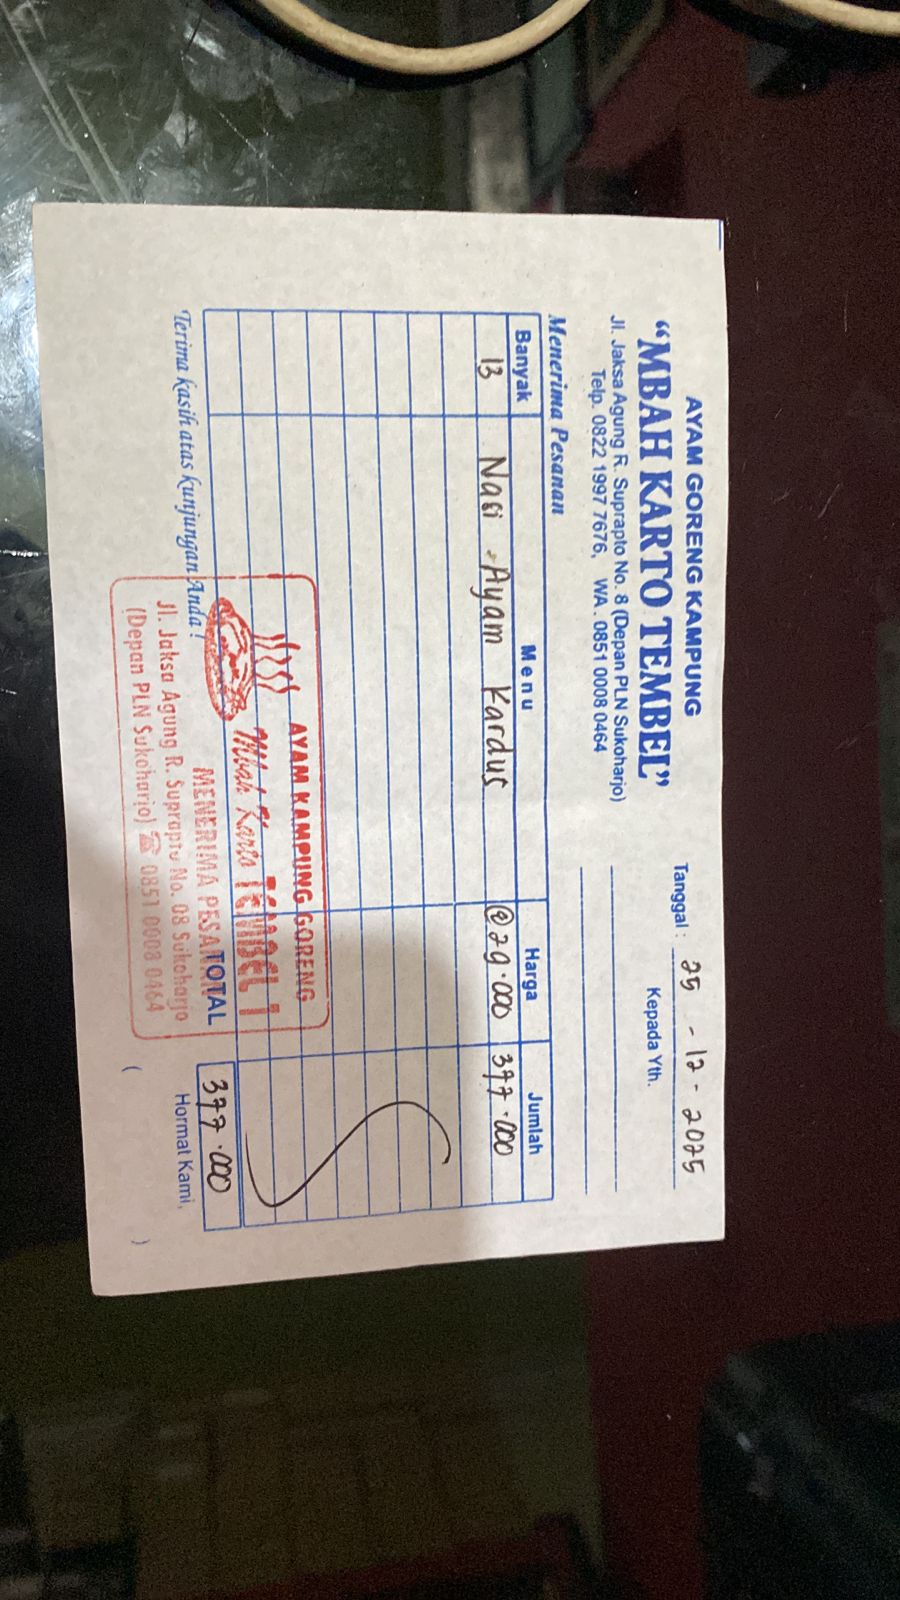 AYAM GORENG KAMPUNG
“MBAH KARTO TEMBEL”
Jl. Jaksa Agung R. Suprapto No. 8 (Depan PLN Sukoharjo)
Telp. 0822 1997 7676, WA. 0851 0008 0464
Menerima Pesanan
Tanggal : 25 - 12 - 2025
Kepada Yth.
Banyak Menu Harga Jumlah
13 Nasi Ayam Kardus @29.000 377.000
TOTAL 377.000
Terima kasih atas kunjungan Anda !
Hormat Kami,
( )
AYAM KAMPUNG GORENG
Mbah Karto TEMBEL 1
MENERIMA PESANAN
Jl. Jaksa Agung R. Suprapto No. 08 Sukoharjo
(Depan PLN Sukoharjo) ☎ 0851 0008 0464